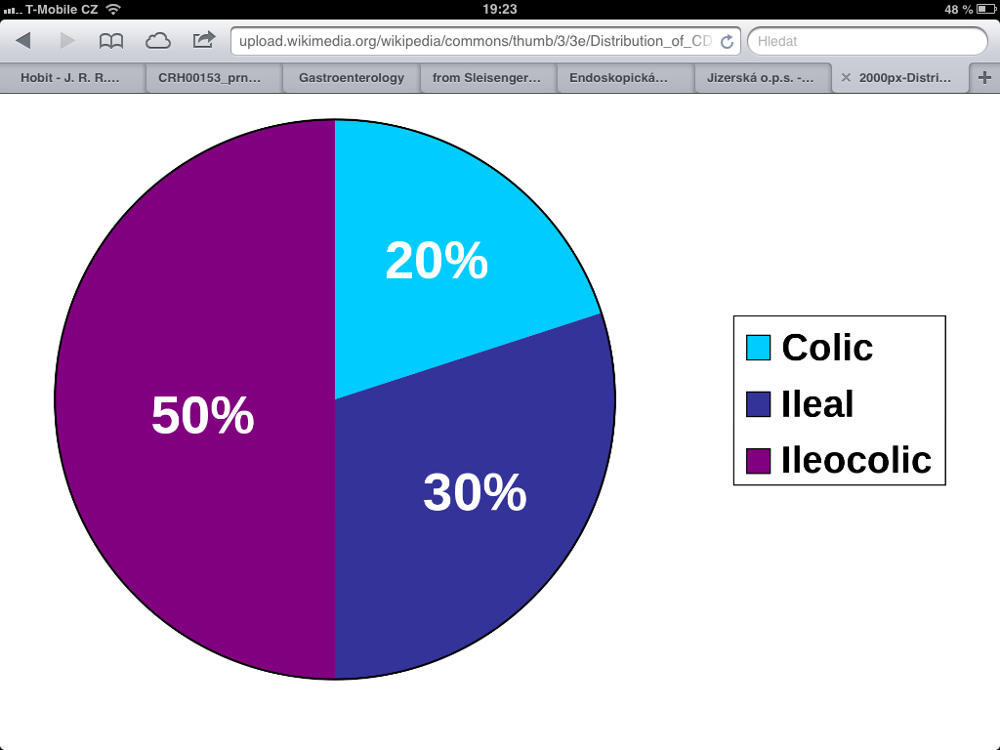 T-Mobile CZ 19:23 48 %
upload.wikimedia.org/wikipedia/commons/thumb/3/3e/Distribution_of_CD Hledat
Hobit - J. R. R.... CRH00153_prn... Gastroenterology from Sleisenger... Endoskopická... Jizerská o.p.s. -... 2000px-Distri...
20%
50%
30%
Colic
Ileal
Ileocolic